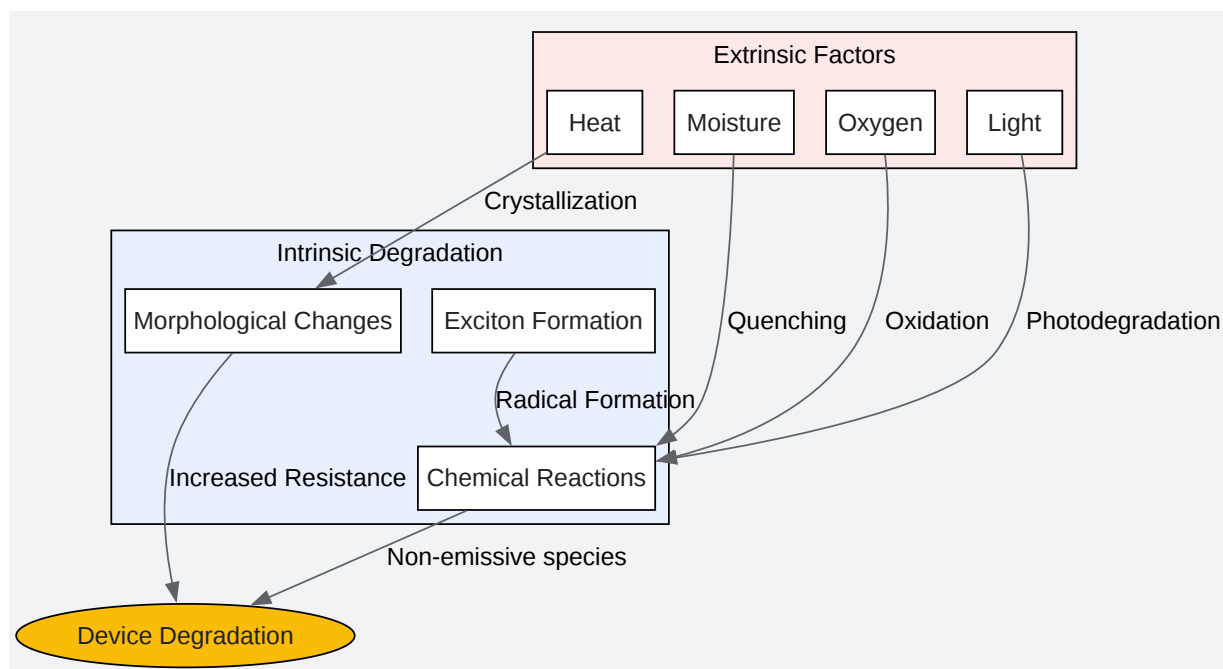 Extrinsic Factors
Heat
Moisture
Oxygen
Light
Crystallization
Intrinsic Degradation
Morphological Changes
Exciton Formation
Quenching
Oxidation
Photodegradation
Radical Formation
Increased Resistance
Chemical Reactions
Non-emissive species
Device Degradation